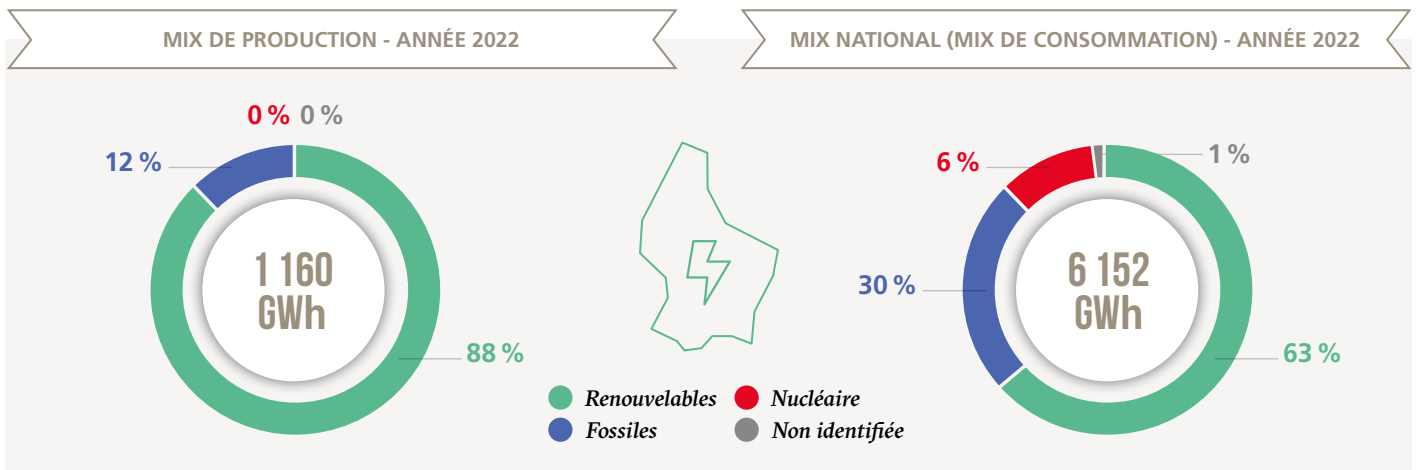 MIX DE PRODUCTION - ANNÉE 2022
0 % 0 %
12 %
1 160
GWh
88 %
MIX NATIONAL (MIX DE CONSOMMATION) - ANNÉE 2022
6 %
1 %
30 %
6 152
GWh
63 %
Renouvelables
Nucléaire
Fossiles
Non identifiée